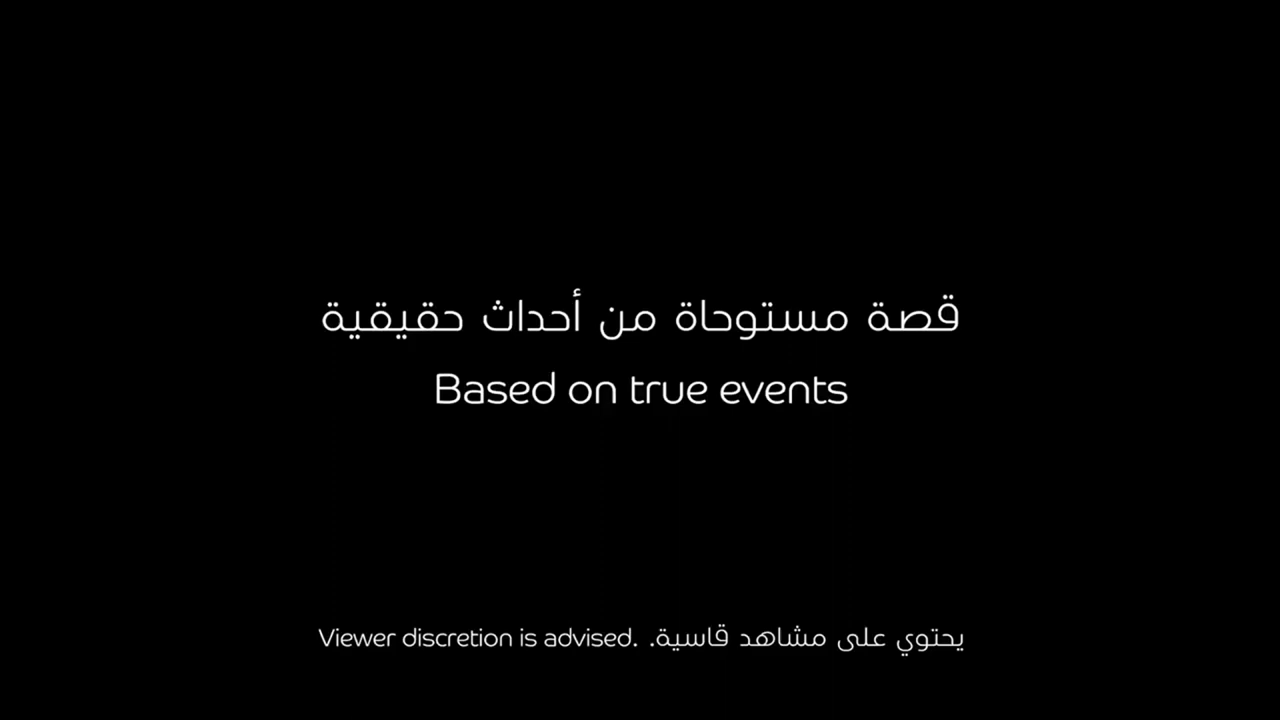 قصة مستوحاة من أحداث حقيقية
Based on true events
Viewer discretion is advised. يحتوي على مشاهد قاسية.